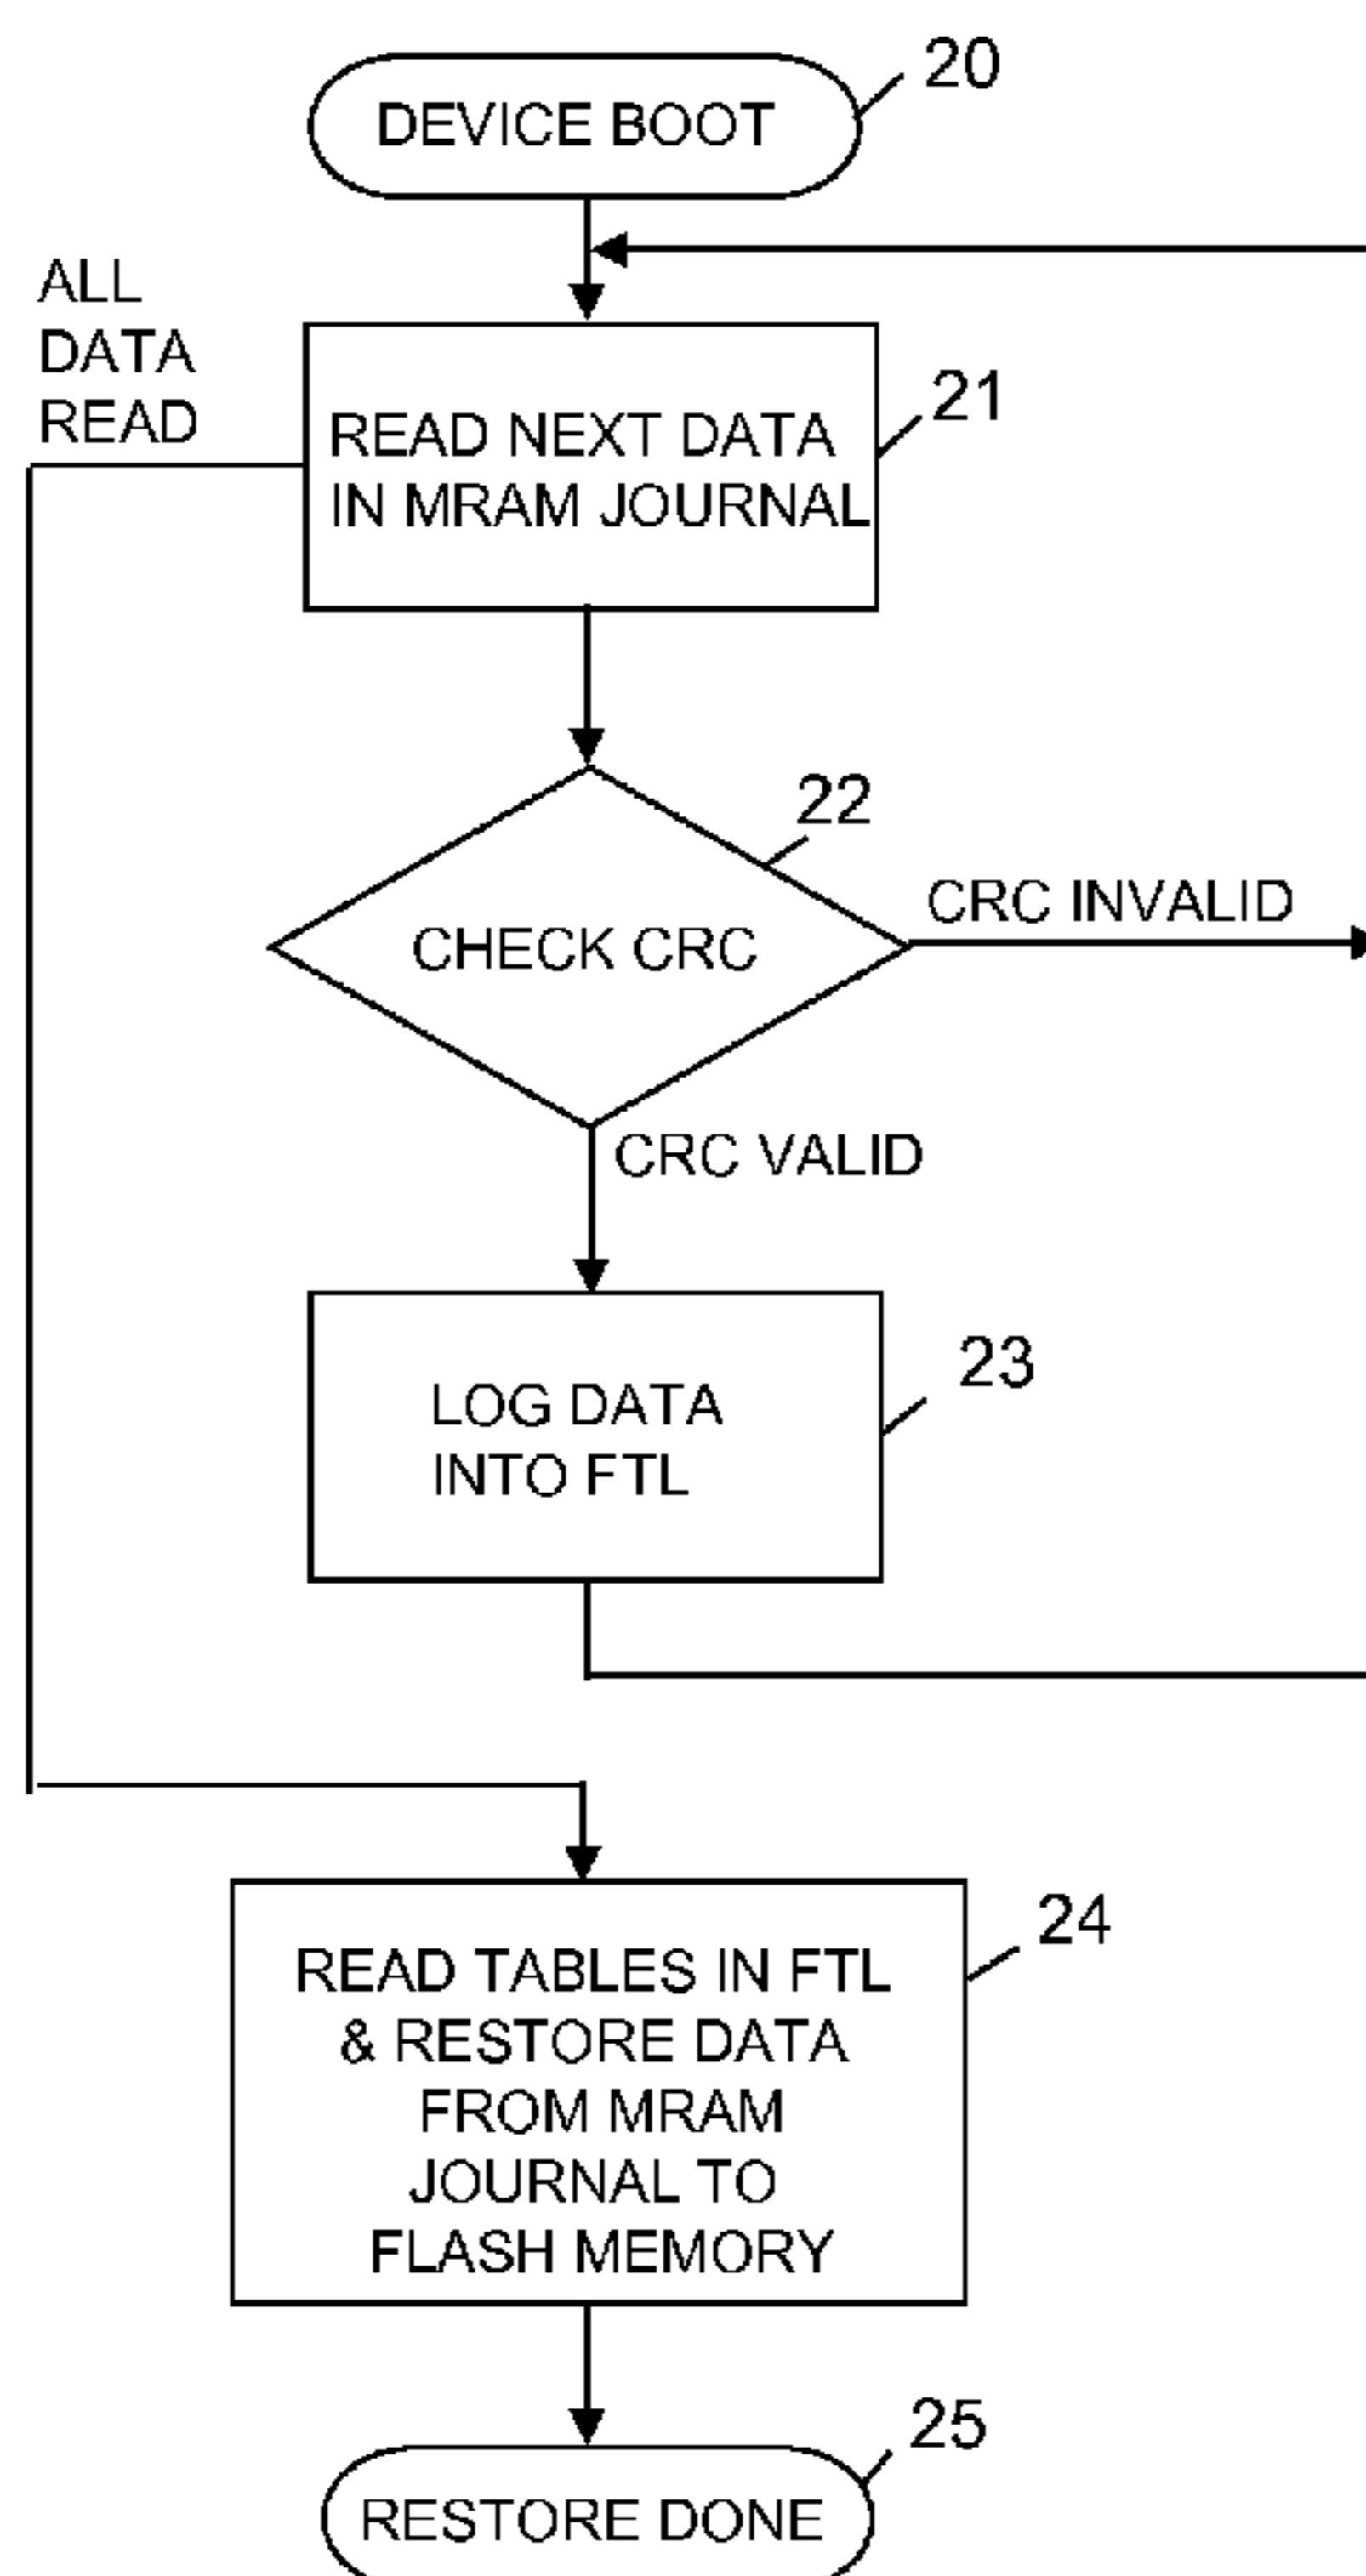 20
DEVICE BOOT
ALL
DATA
READ
21
READ NEXT DATA
IN MRAM JOURNAL
22
CRC INVALID
CHECK CRC
CRC VALID
23
LOG DATA
INTO FTL
24
READ TABLES IN FTL
& RESTORE DATA
FROM MRAM
JOURNAL TO
FLASH MEMORY
25
RESTORE DONE